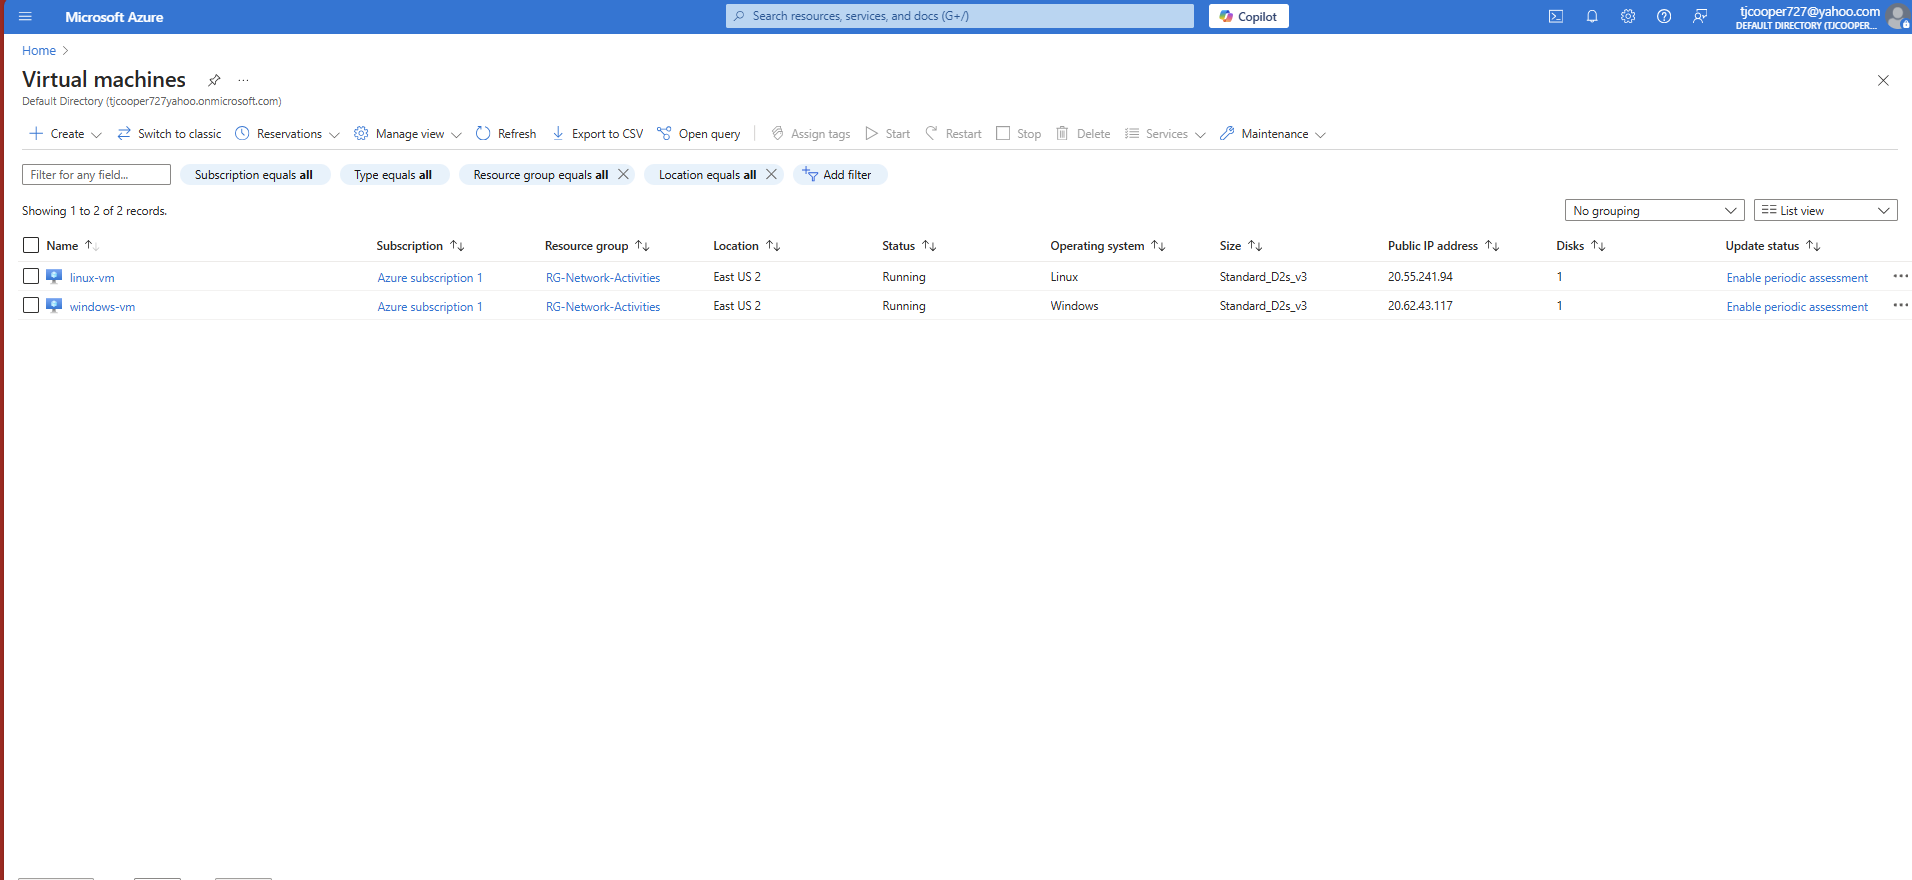 Microsoft Azure
Search resources, services, and docs (G+/)
Copilot
tjcooper727@yahoo.com
DEFAULT DIRECTORY (TJCOOPER...
Home
Virtual machines
...
Default Directory (tjcooper727yahoo.onmicrosoft.com)
Create Switch to classic Reservations Manage view Refresh Export to CSV Open query Assign tags Start Restart Stop Delete Services Maintenance
Filter for any field... Subscription equals all Type equals all Resource group equals all Location equals all Add filter
Showing 1 to 2 of 2 records. No grouping List view
Name Subscription Resource group Location Status Operating system Size Public IP address Disks Update status
linux-vm Azure subscription 1 RG-Network-Activities East US 2 Running Linux Standard_D2s_v3 20.55.241.94 1 Enable periodic assessment
windows-vm Azure subscription 1 RG-Network-Activities East US 2 Running Windows Standard_D2s_v3 20.62.43.117 1 Enable periodic assessment